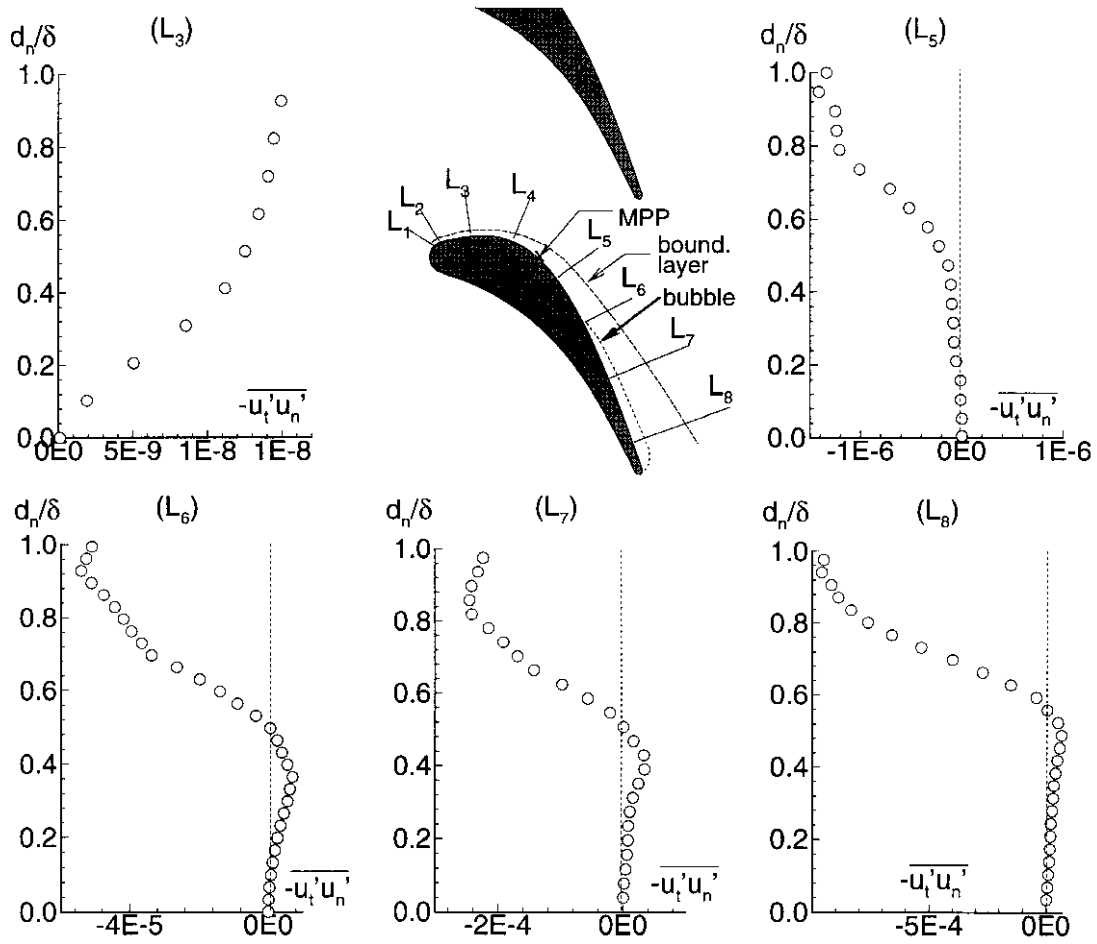 (L₃)
dₙ/δ
1.0
0.8
0.6
0.4
0.2
0.0
-uₜ'uₙ'
0E0 5E-9 1E-8
L₁
L₂
L₃
L₄
MPP
L₅
bound.
layer
L₆
bubble
L₇
L₈
(L₅)
dₙ/δ
1.0
0.8
0.6
0.4
0.2
0.0
-uₜ'uₙ'
-1E-6 0E0 1E-6
(L₆)
dₙ/δ
1.0
0.8
0.6
0.4
0.2
0.0
-uₜ'uₙ'
-4E-5 0E0
(L₇)
dₙ/δ
1.0
0.8
0.6
0.4
0.2
0.0
-uₜ'uₙ'
-2E-4 0E0
(L₈)
dₙ/δ
1.0
0.8
0.6
0.4
0.2
0.0
-uₜ'uₙ'
-5E-4 0E0